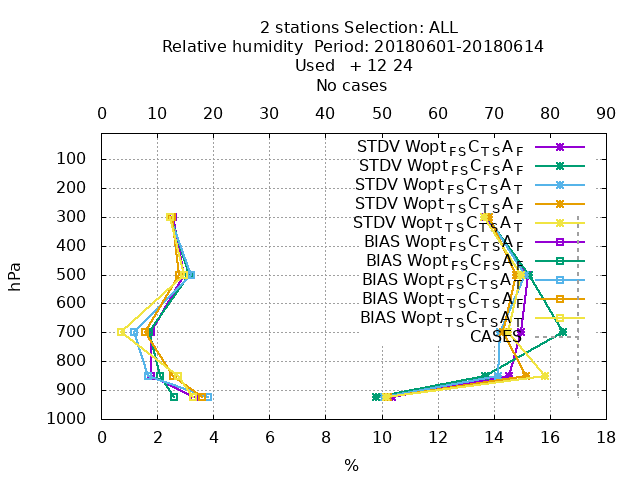 2 stations Selection: ALL
Relative humidity Period: 20180601-20180614
Used + 12 24
No cases
0 10 20 30 40 50 60 70 80 90
100
200
300
400
500
600
700
800
900
1000
hPa
STDV Wopt FS C TS A F
STDV Wopt FS C FS A F
STDV Wopt FS C TS A T
STDV Wopt TS C TS A F
STDV Wopt TS C TS A T
BIAS Wopt FS C TS A F
BIAS Wopt FS C FS A F
BIAS Wopt FS C TS A T
BIAS Wopt TS C TS A F
BIAS Wopt TS C TS A T
CASES
0 2 4 6 8 10 12 14 16 18
%